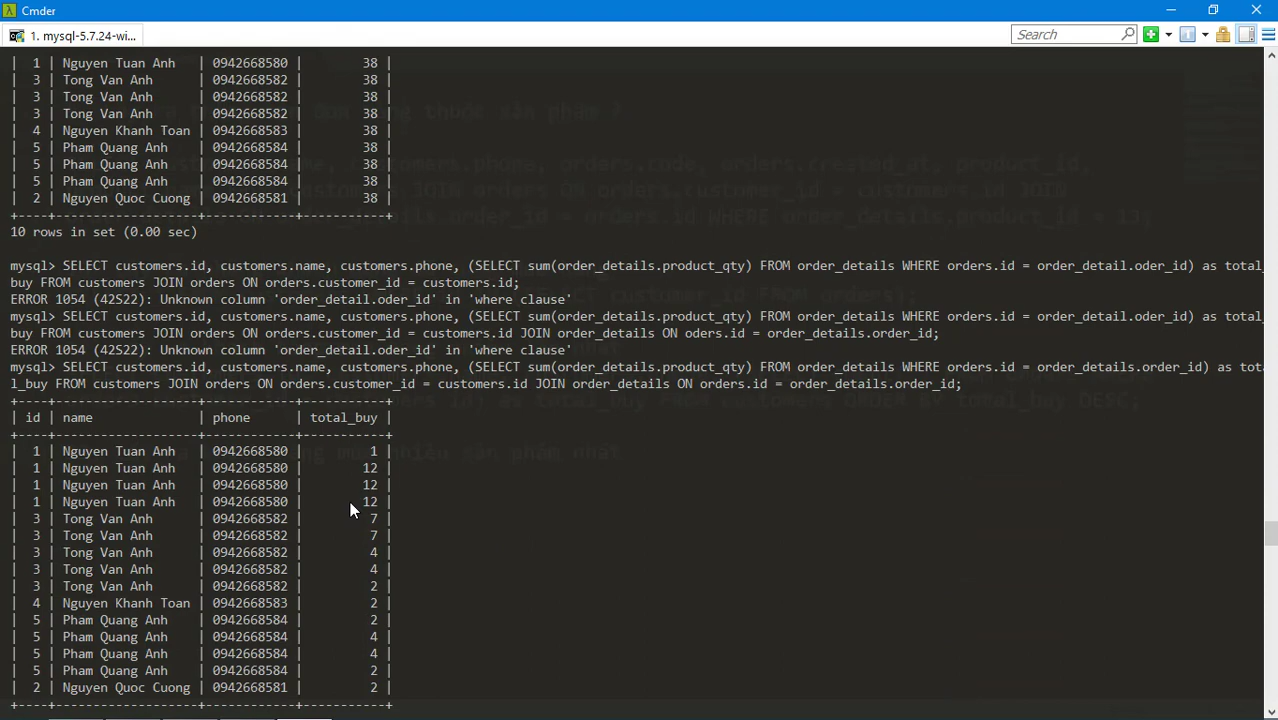 Cmder
1. mysql-5.7.24-wi...
Search
| 1 | Nguyen Tuan Anh | 0942668580 | 38 |
| 3 | Tong Van Anh | 0942668582 | 38 |
| 3 | Tong Van Anh | 0942668582 | 38 |
| 3 | Tong Van Anh | 0942668582 | 38 |
| 4 | Nguyen Khanh Toan | 0942668583 | 38 |
| 5 | Pham Quang Anh | 0942668584 | 38 |
| 5 | Pham Quang Anh | 0942668584 | 38 |
| 5 | Pham Quang Anh | 0942668584 | 38 |
| 2 | Nguyen Quoc Cuong | 0942668581 | 38 |
+----+-------------------+------------+-----------+
10 rows in set (0.00 sec)
mysql> SELECT customers.id, customers.name, customers.phone, (SELECT sum(order_details.product_qty) FROM order_details WHERE orders.id = order_detail.oder_id) as total_
buy FROM customers JOIN orders ON orders.customer_id = customers.id;
ERROR 1054 (42S22): Unknown column 'order_detail.oder_id' in 'where clause'
mysql> SELECT customers.id, customers.name, customers.phone, (SELECT sum(order_details.product_qty) FROM order_details WHERE orders.id = order_detail.oder_id) as total_
buy FROM customers JOIN orders ON orders.customer_id = customers.id JOIN order_details ON oders.id = order_details.order_id;
ERROR 1054 (42S22): Unknown column 'order_detail.oder_id' in 'where clause'
mysql> SELECT customers.id, customers.name, customers.phone, (SELECT sum(order_details.product_qty) FROM order_details WHERE orders.id = order_details.order_id) as tota
l_buy FROM customers JOIN orders ON orders.customer_id = customers.id JOIN order_details ON orders.id = order_details.order_id;
+----+-------------------+------------+-----------+
| id | name | phone | total_buy |
+----+-------------------+------------+-----------+
| 1 | Nguyen Tuan Anh | 0942668580 | 1 |
| 1 | Nguyen Tuan Anh | 0942668580 | 12 |
| 1 | Nguyen Tuan Anh | 0942668580 | 12 |
| 1 | Nguyen Tuan Anh | 0942668580 | 12 |
| 3 | Tong Van Anh | 0942668582 | 7 |
| 3 | Tong Van Anh | 0942668582 | 7 |
| 3 | Tong Van Anh | 0942668582 | 4 |
| 3 | Tong Van Anh | 0942668582 | 4 |
| 3 | Tong Van Anh | 0942668582 | 2 |
| 4 | Nguyen Khanh Toan | 0942668583 | 2 |
| 5 | Pham Quang Anh | 0942668584 | 2 |
| 5 | Pham Quang Anh | 0942668584 | 4 |
| 5 | Pham Quang Anh | 0942668584 | 4 |
| 5 | Pham Quang Anh | 0942668584 | 2 |
| 2 | Nguyen Quoc Cuong | 0942668581 | 2 |
+----+-------------------+------------+-----------+